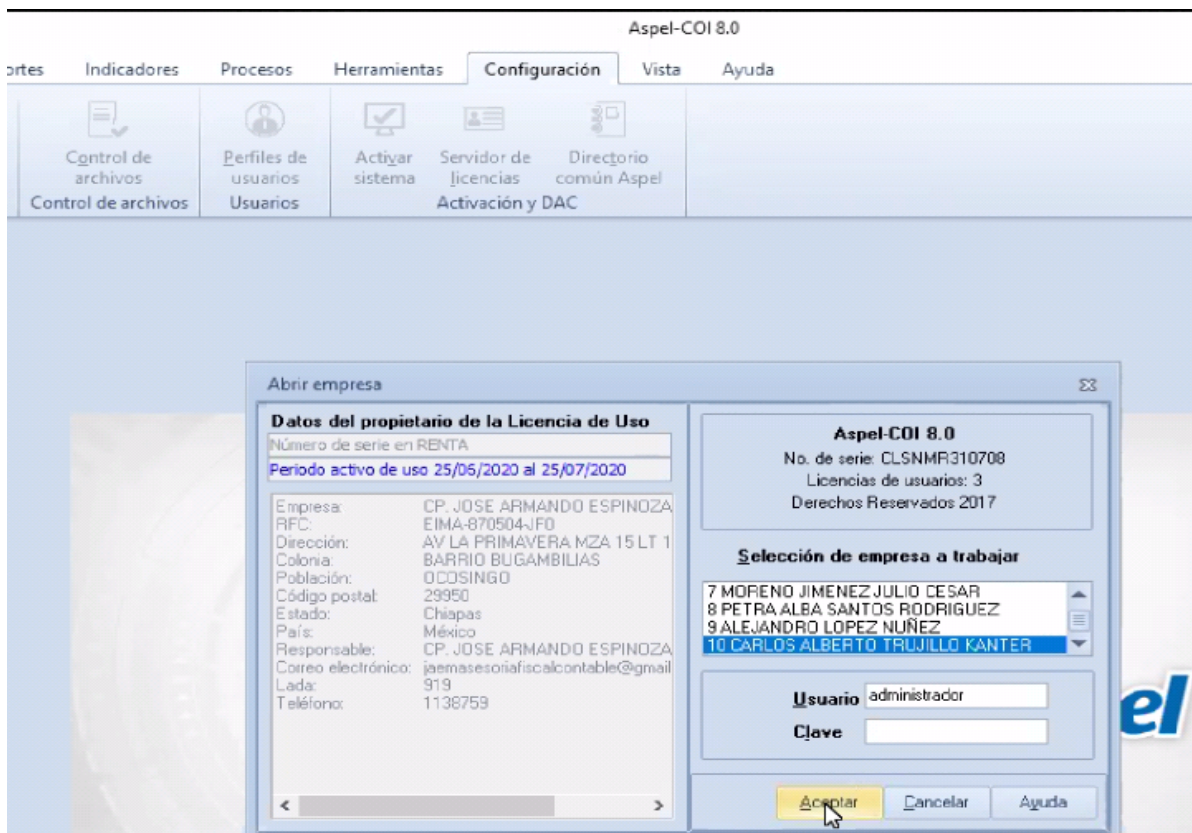 Aspel-COI 8.0
ortes Indicadores Procesos Herramientas Configuración Vista Ayuda
Control de archivos
Perfiles de usuarios
Activar sistema
Servidor de licencias
Directorio común Aspel
Control de archivos Usuarios Activación y DAC
Abrir empresa
Datos del propietario de la Licencia de Uso
Número de serie en RENTA
Periodo activo de uso 25/06/2020 al 25/07/2020
Empresa: CP. JOSE ARMANDO ESPINOZA
RFC: EIMA-870504-JF0
Dirección: AV LA PRIMAVERA MZA 15 LT 1
Colonia: BARRIO BUGAMBILIAS
Población: OCOSINGO
Código postal: 29950
Estado: Chiapas
País: México
Responsable: CP. JOSE ARMANDO ESPINOZA
Correo electrónico: jaemasesoriafiscalcontable@gmail
Lada: 919
Teléfono: 1138759
Aspel-COI 8.0
No. de serie: CLSNMR310708
Licencias de usuarios: 3
Derechos Reservados 2017
Selección de empresa a trabajar
7 MORENO JIMENEZ JULIO CESAR
8 PETRA ALBA SANTOS RODRIGUEZ
9 ALEJANDRO LOPEZ NUÑEZ
10 CARLOS ALBERTO TRUJILLO KANTER
Usuario administrador
Clave
Aceptar Cancelar Ayuda
el